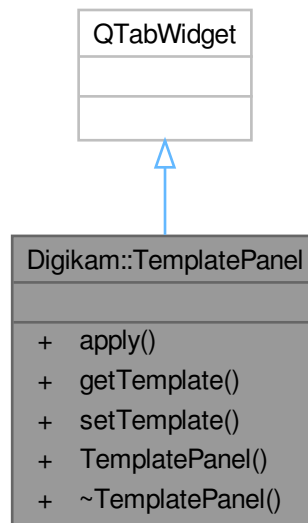 QTabWidget
Digikam::TemplatePanel
+ apply()
+ getTemplate()
+ setTemplate()
+ TemplatePanel()
+ ~TemplatePanel()